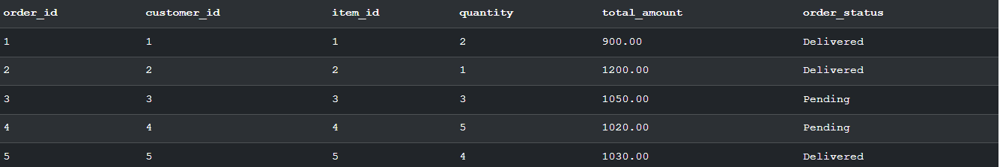 order_id customer_id item_id quantity total_amount order_status
1 1 1 2 900.00 Delivered
2 2 2 1 1200.00 Delivered
3 3 3 3 1050.00 Pending
4 4 4 5 1020.00 Pending
5 5 5 4 1030.00 Delivered